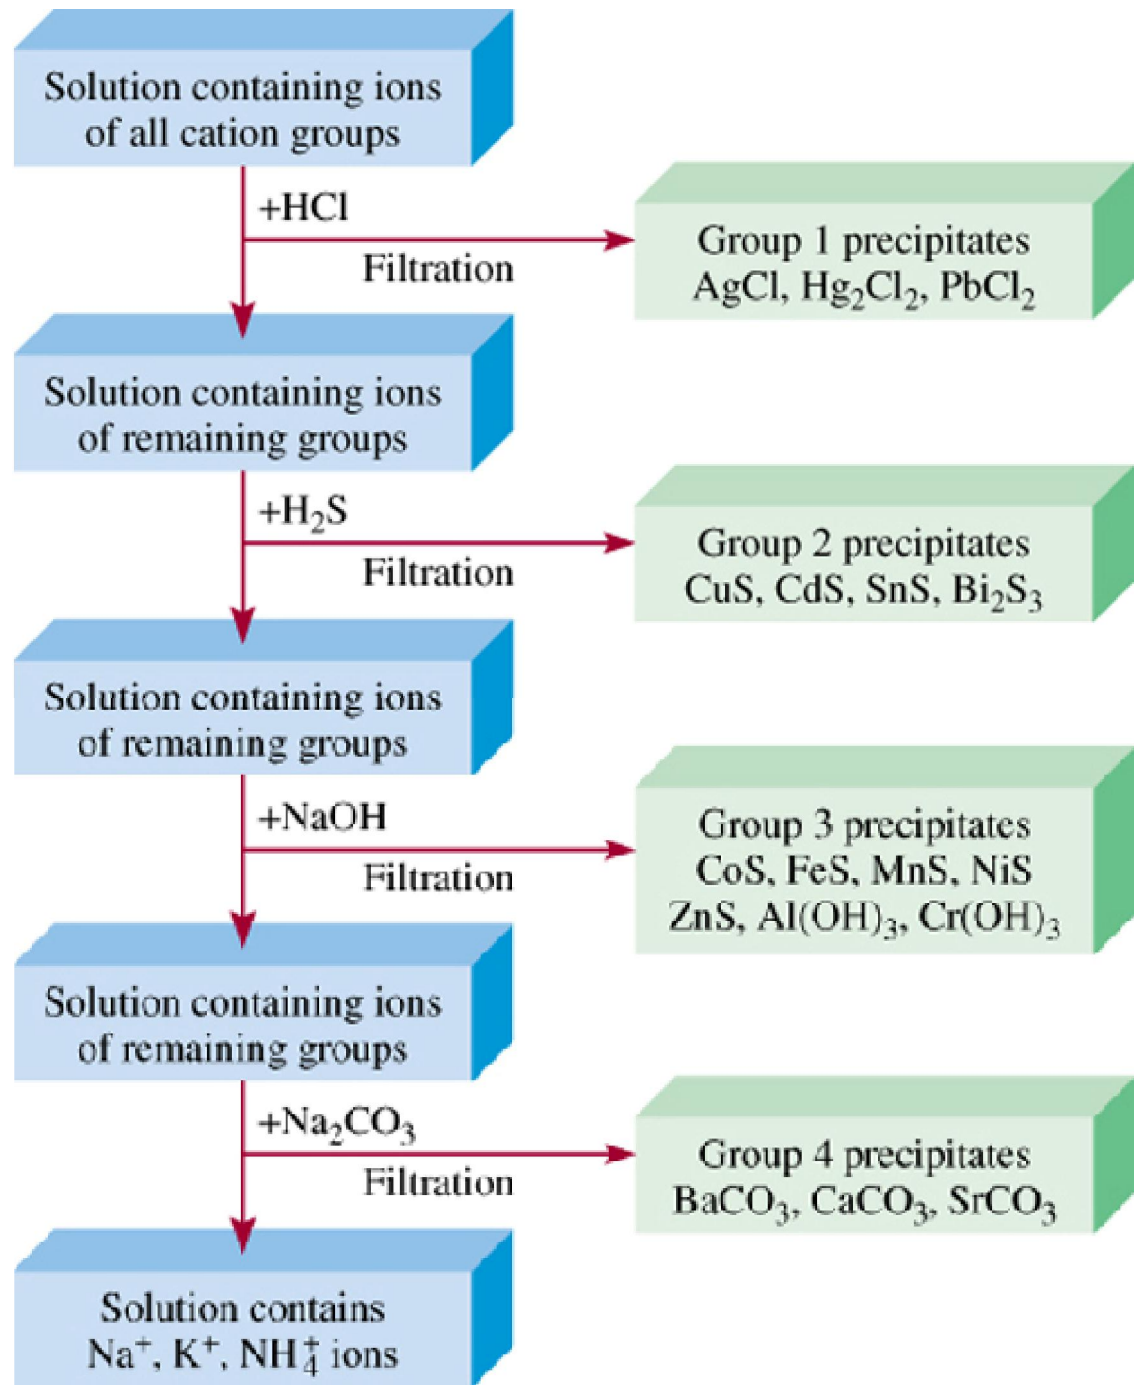 Solution containing ions
of all cation groups
+HCl
Filtration
Group 1 precipitates
AgCl, Hg₂Cl₂, PbCl₂
Solution containing ions
of remaining groups
+H₂S
Filtration
Group 2 precipitates
CuS, CdS, SnS, Bi₂S₃
Solution containing ions
of remaining groups
+NaOH
Filtration
Group 3 precipitates
CoS, FeS, MnS, NiS
ZnS, Al(OH)₃, Cr(OH)₃
Solution containing ions
of remaining groups
+Na₂CO₃
Filtration
Group 4 precipitates
BaCO₃, CaCO₃, SrCO₃
Solution contains
Na⁺, K⁺, NH₄⁺ ions